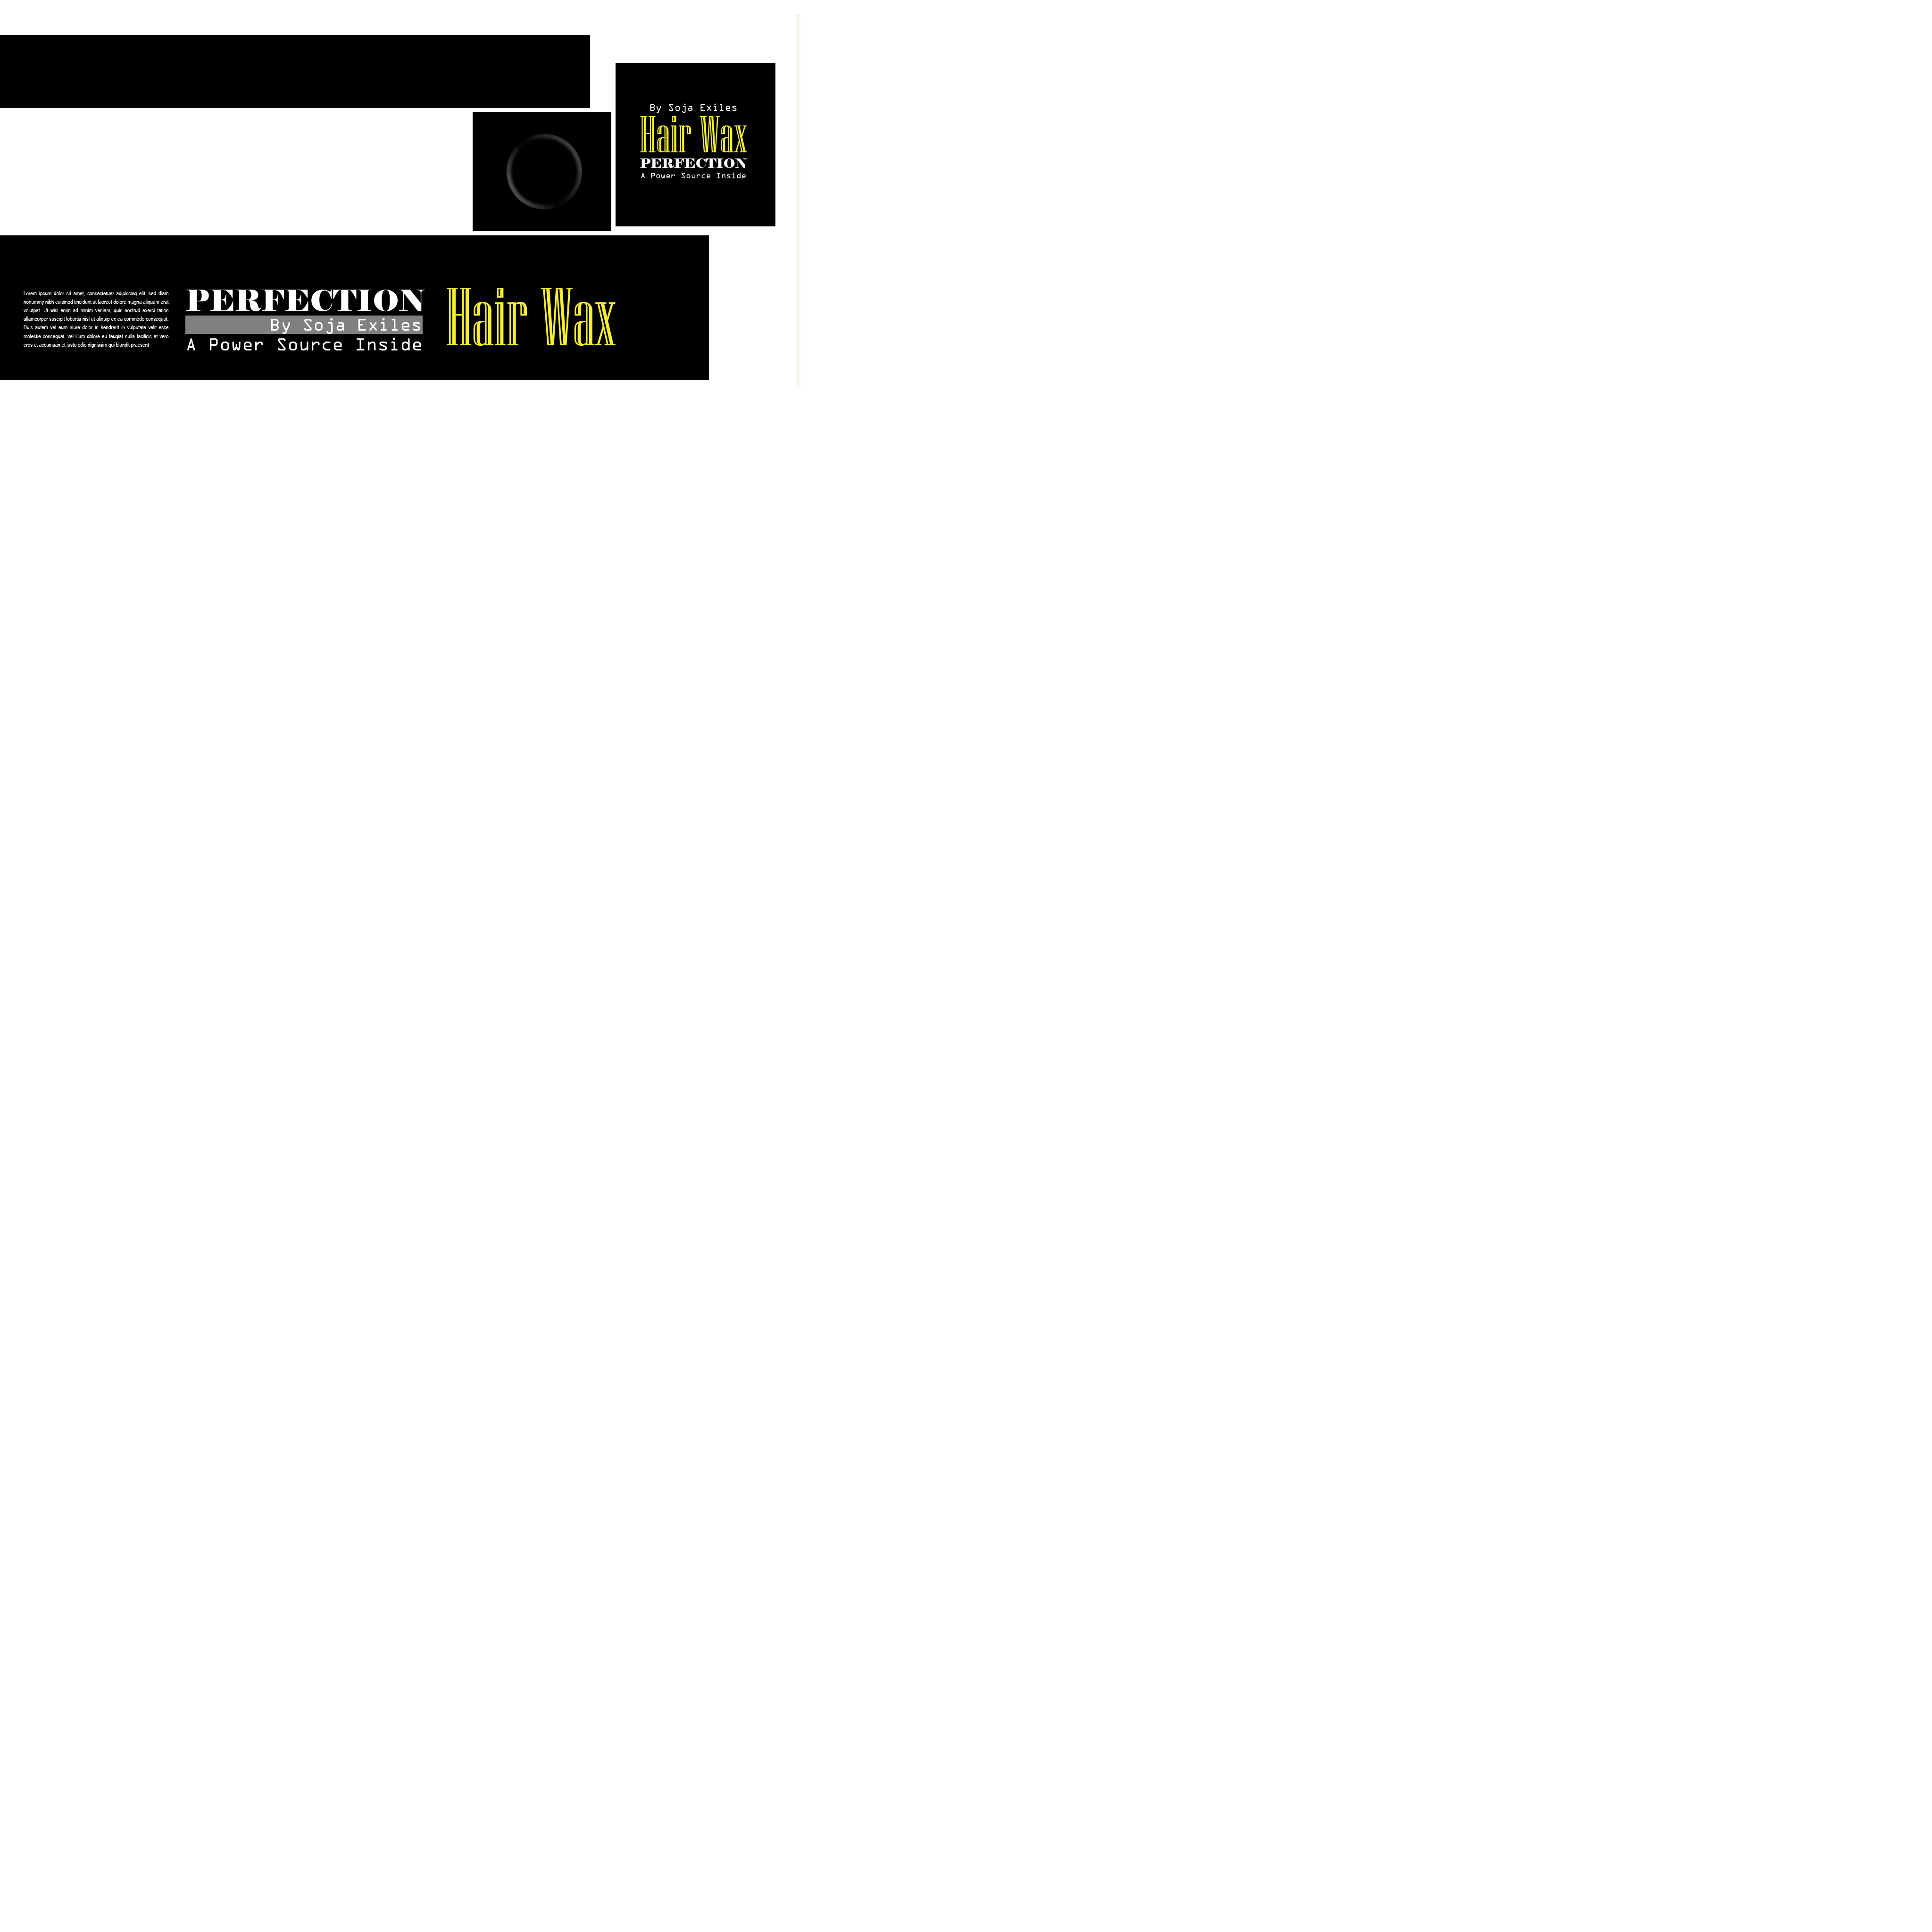 By Soja Exiles
Hair Wax
PERFECTION
A Power Source Inside
Lorem ipsum dolor sit amet, consectetuer adipiscing elit, sed diam
nonummy nibh euismod tincidunt ut laoreet dolore magna aliquam erat
volutpat. Ut wisi enim ad minim veniam, quis nostrud exerci tation
ullamcorper suscipit lobortis nisl ut aliquip ex ea commodo consequat.
Duis autem vel eum iriure dolor in hendrerit in vulputate velit esse
molestie consequat, vel illum dolore eu feugiat nulla facilisis at vero
eros et accumsan et iusto odio dignissim qui blandit praesent
PERFECTION
By Soja Exiles
A Power Source Inside
Hair Wax